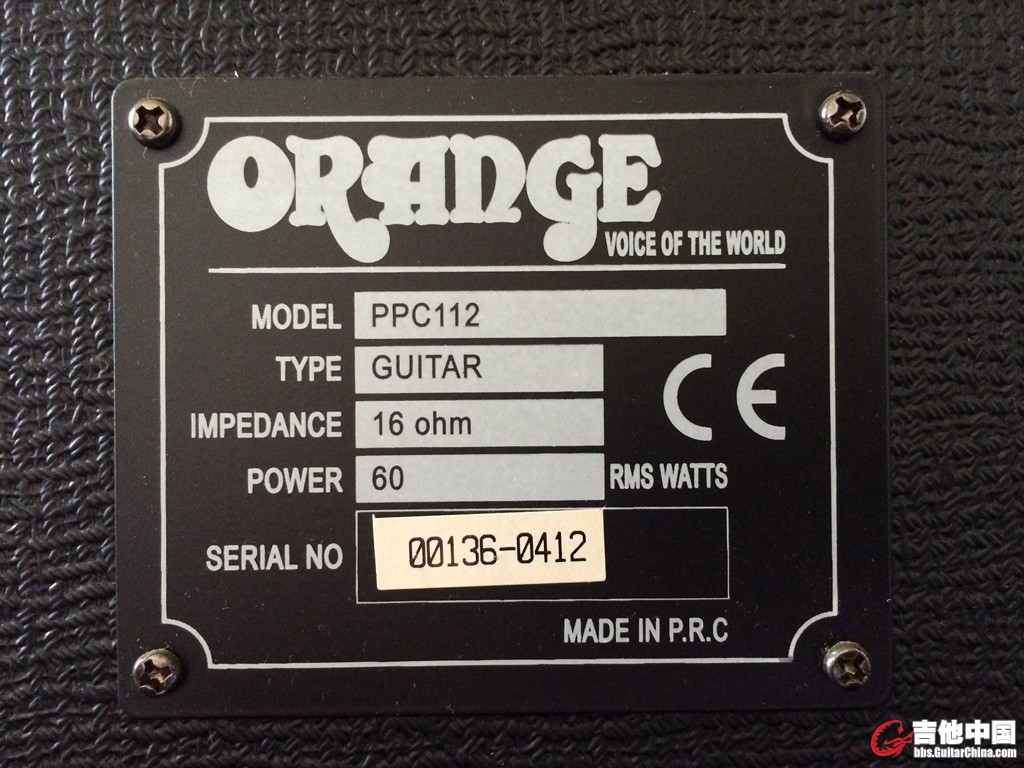 ORANGE
VOICE OF THE WORLD
MODEL PPC112
TYPE GUITAR
IMPEDANCE 16 ohm
CE
POWER 60 RMS WATTS
SERIAL NO 00136-0412
MADE IN P.R.C
吉他中国
bbs.GuitarChina.com